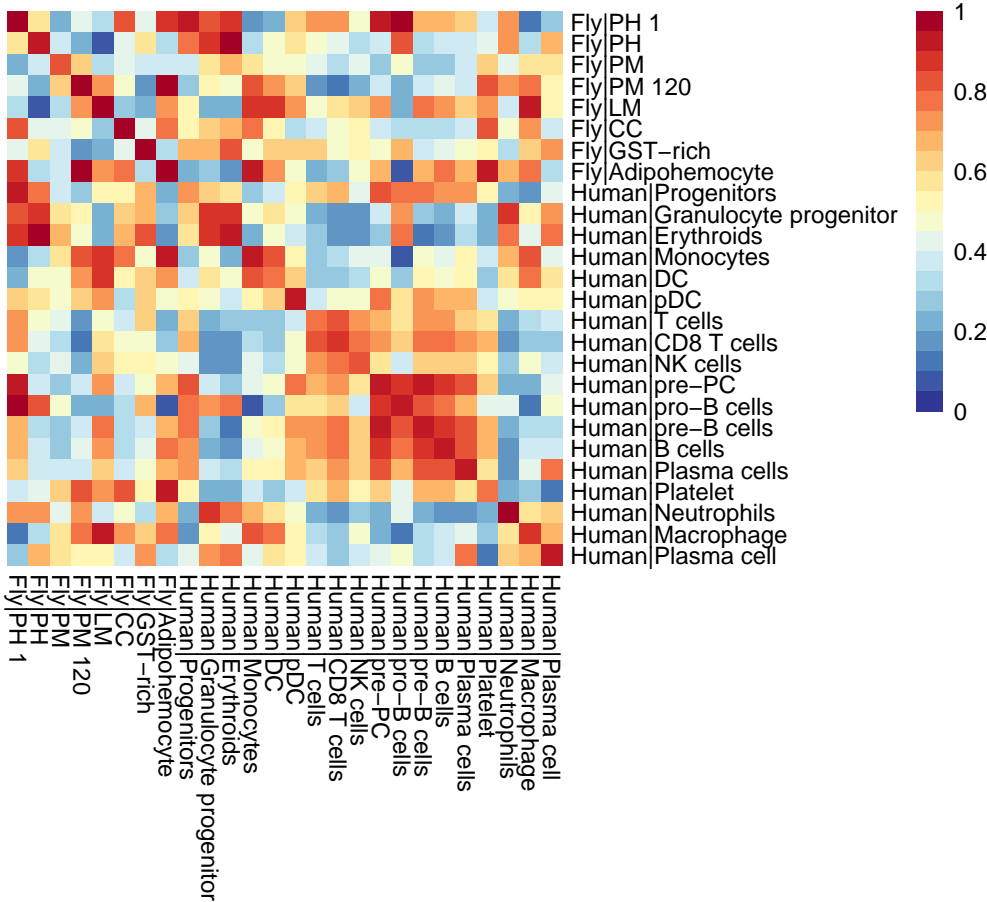 Fly|PH 1
Fly|PH
Fly|PM
Fly|PM 120
Fly|LM
Fly|CC
Fly|GST−rich
Fly|Adipohemocyte
Human|Progenitors
Human|Granulocyte progenitor
Human|Erythroids
Human|Monocytes
Human|DC
Human|pDC
Human|T cells
Human|CD8 T cells
Human|NK cells
Human|pre−PC
Human|pro−B cells
Human|pre−B cells
Human|B cells
Human|Plasma cells
Human|Platelet
Human|Neutrophils
Human|Macrophage
Human|Plasma cell
1
0.8
0.6
0.4
0.2
0
Fly|PH 1
Fly|PH
Fly|PM
Fly|PM 120
Fly|LM
Fly|CC
Fly|GST−rich
Fly|Adipohemocyte
Human|Progenitors
Human|Granulocyte progenitor
Human|Erythroids
Human|Monocytes
Human|DC
Human|pDC
Human|T cells
Human|CD8 T cells
Human|NK cells
Human|pre−PC
Human|pro−B cells
Human|pre−B cells
Human|B cells
Human|Plasma cells
Human|Platelet
Human|Neutrophils
Human|Macrophage
Human|Plasma cell